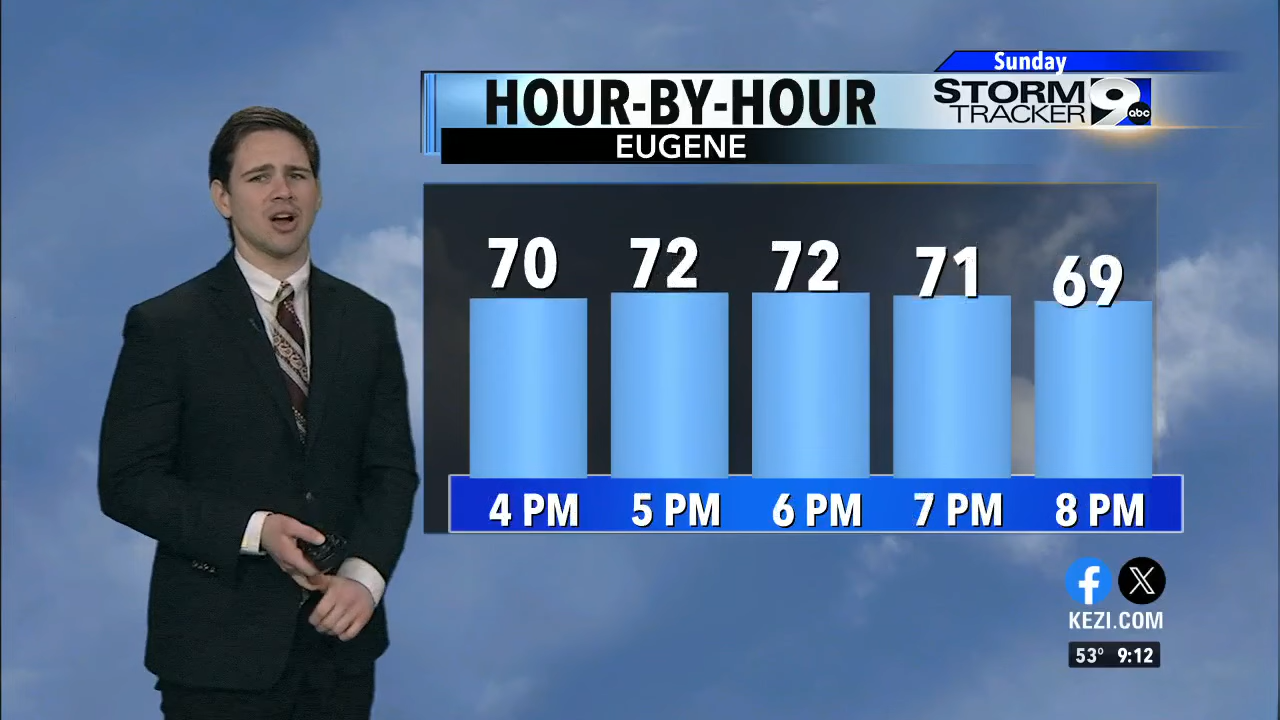 Sunday
HOUR-BY-HOUR
STORM
TRACKER
9
abc
EUGENE
70 72 72 71 69
4 PM 5 PM 6 PM 7 PM 8 PM
f X
KEZI.COM
53° 9:12